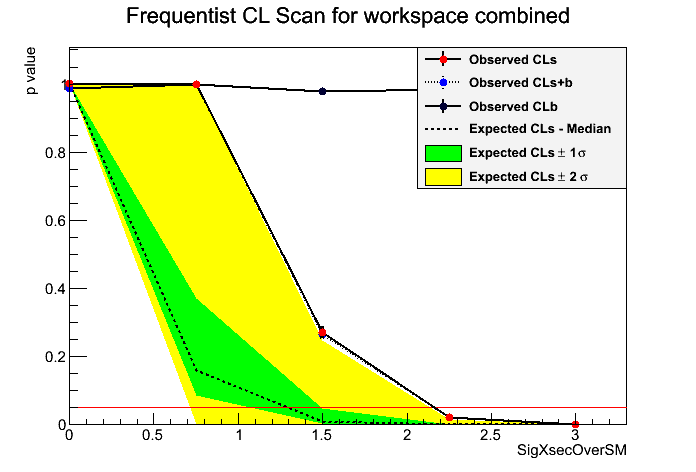 Frequentist CL Scan for workspace combined
p value
Observed CLs
Observed CLs+b
Observed CLb
Expected CLs - Median
Expected CLs ± 1σ
Expected CLs ± 2 σ
1
0.8
0.6
0.4
0.2
0
0 0.5 1 1.5 2 2.5 3
SigXsecOverSM